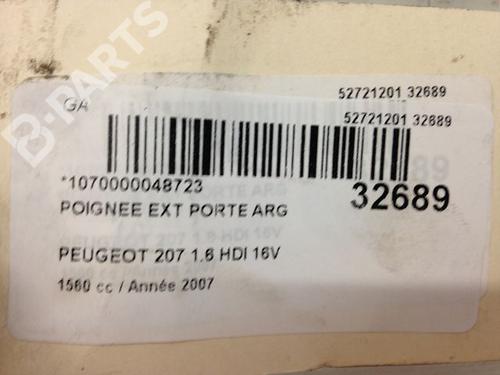 52721201 32689
GA
52721201 32689
*1070000048723
32689
POIGNEE EXT PORTE ARG
PEUGEOT 207 1.6 HDI 16V
1560 cc / Année 2007
B-PARTS